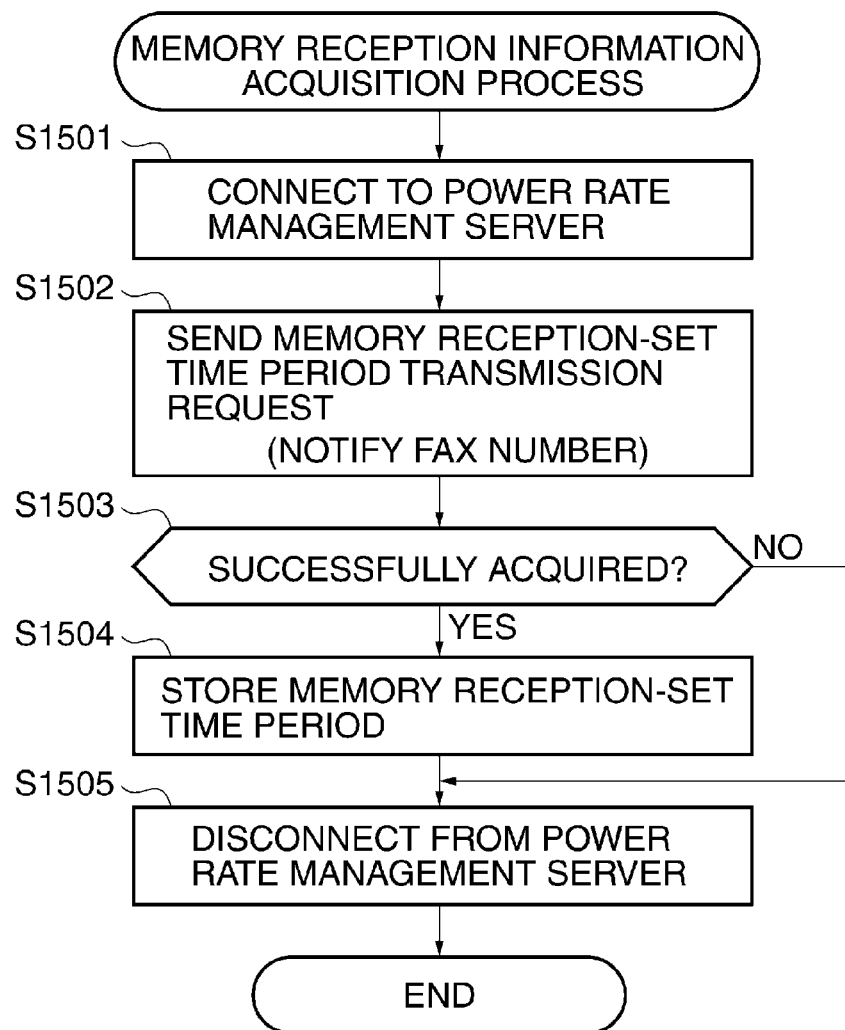 MEMORY RECEPTION INFORMATION
ACQUISITION PROCESS
S1501
CONNECT TO POWER RATE
MANAGEMENT SERVER
S1502
SEND MEMORY RECEPTION-SET
TIME PERIOD TRANSMISSION
REQUEST
(NOTIFY FAX NUMBER)
S1503
SUCCESSFULLY ACQUIRED?
NO
YES
S1504
STORE MEMORY RECEPTION-SET
TIME PERIOD
S1505
DISCONNECT FROM POWER
RATE MANAGEMENT SERVER
END